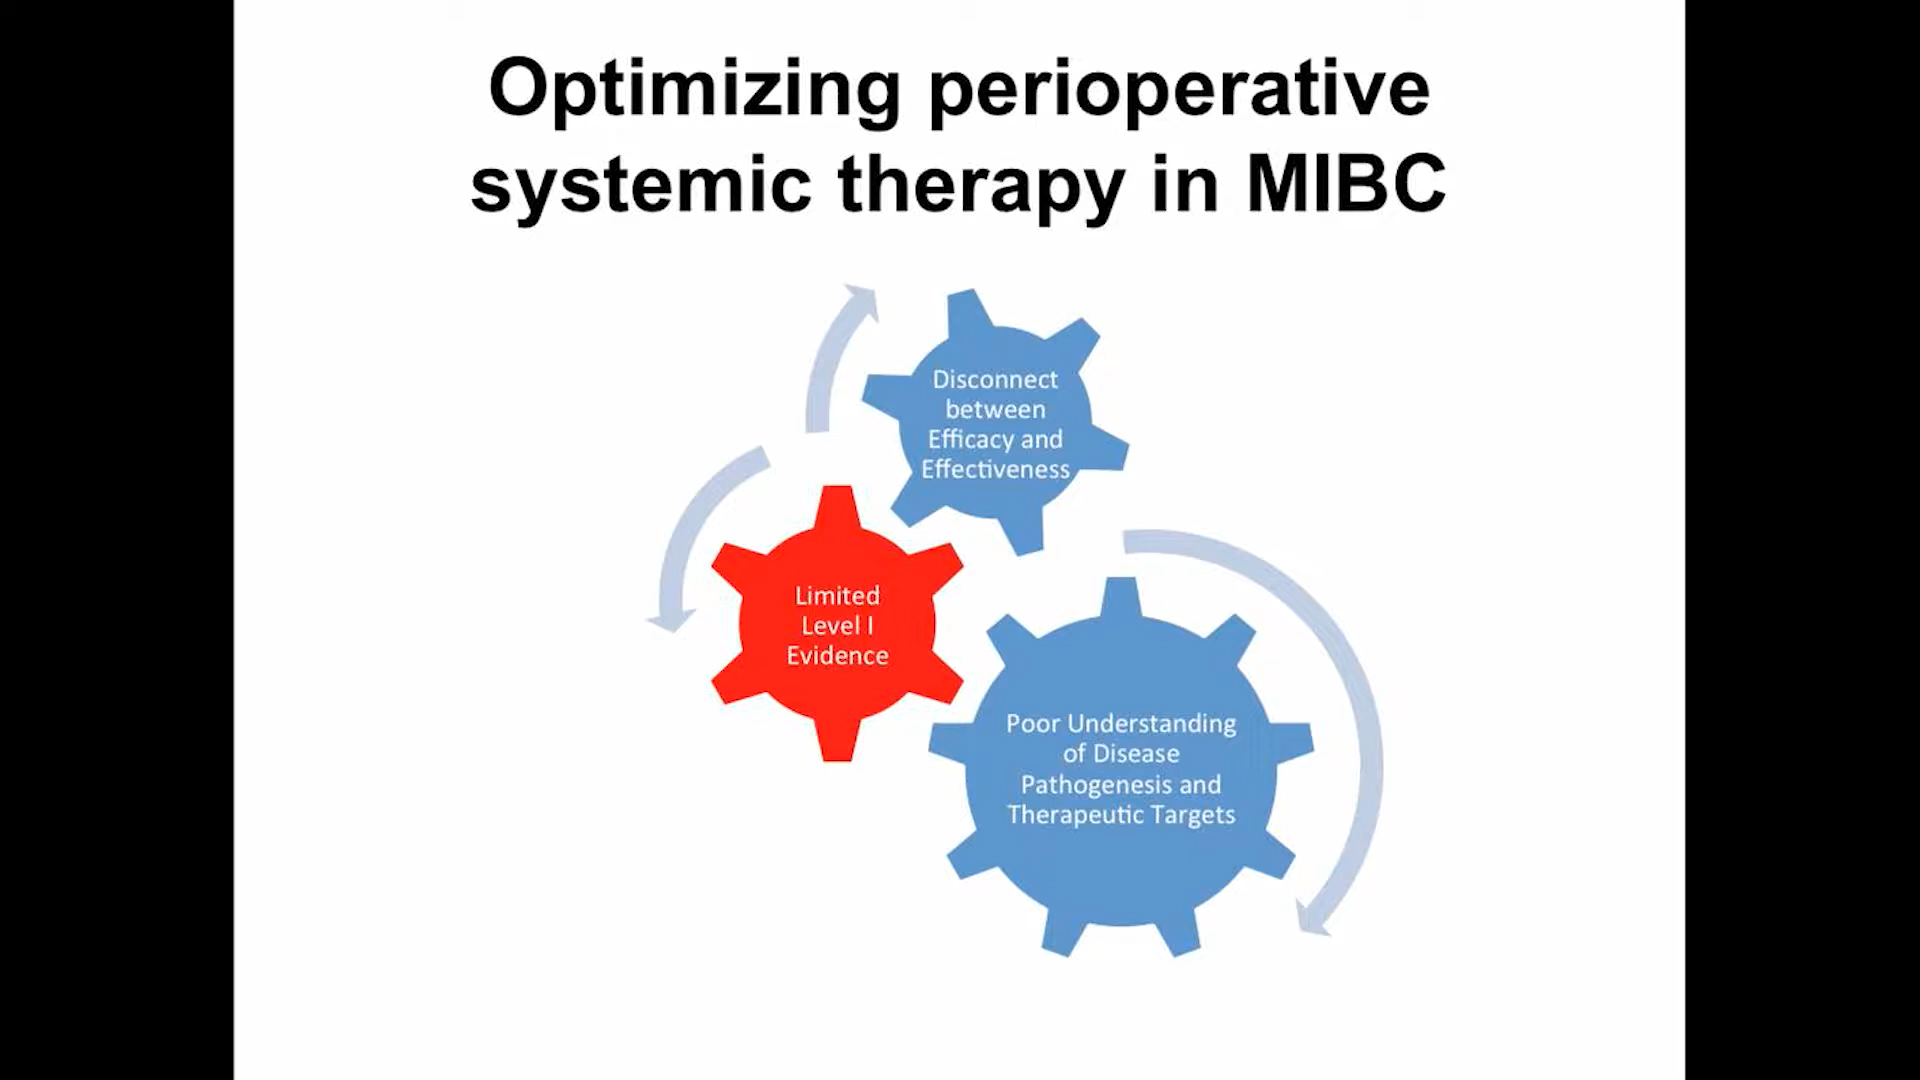 Optimizing perioperative
systemic therapy in MIBC
Disconnect
between
Efficacy and
Effectiveness
Limited
Level I
Evidence
Poor Understanding
of Disease
Pathogenesis and
Therapeutic Targets